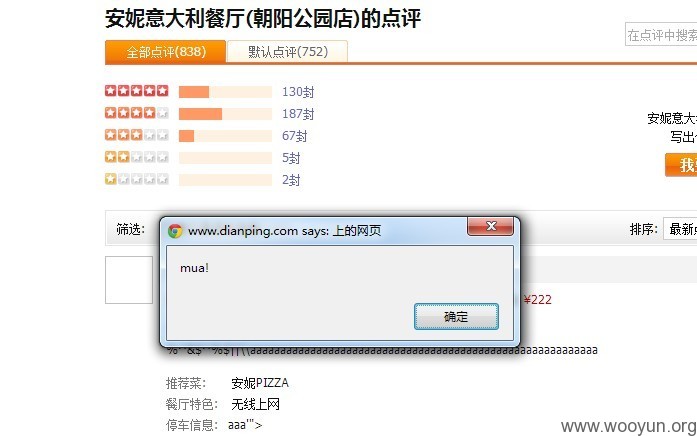 安妮意大利餐厅(朝阳公园店)的点评
在点评中搜索
全部点评(838)
默认点评(752)
130封
187封
67封
5封
2封
安妮意大
写出
我要
筛选:
排序: 最新
www.dianping.com says: 上的网页
mua!
¥222
确定
推荐菜: 安妮PIZZA
餐厅特色: 无线上网
停车信息: aaa'">
www.wooyun.org